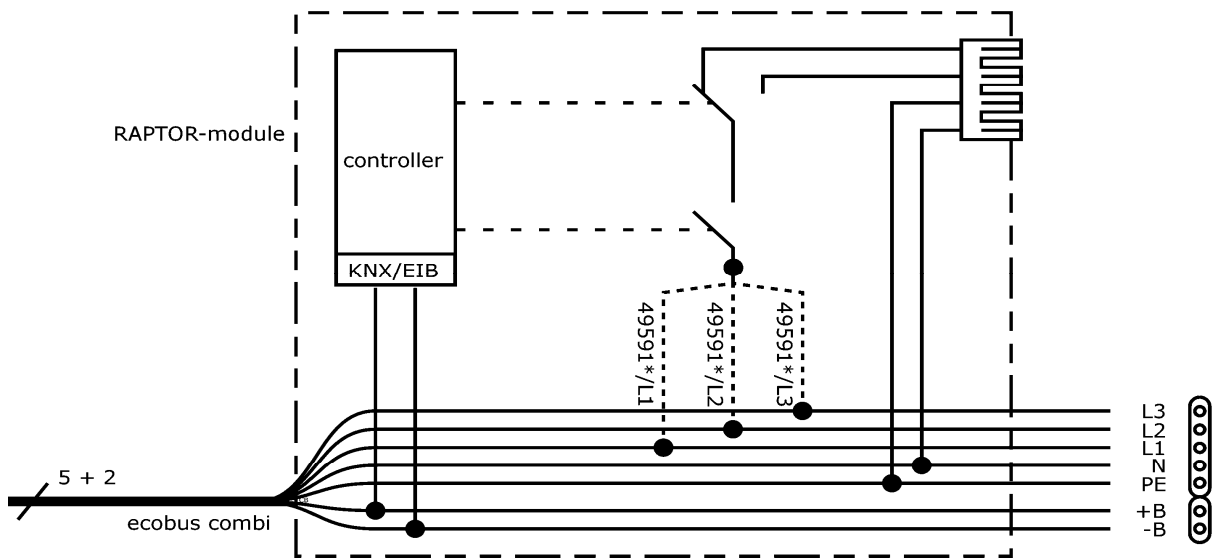 RAPTOR-module
controller
KNX/EIB
49591*/L1
49591*/L2
49591*/L3
L3
L2
L1
N
PE
+B
-B
5 + 2
ecobus combi